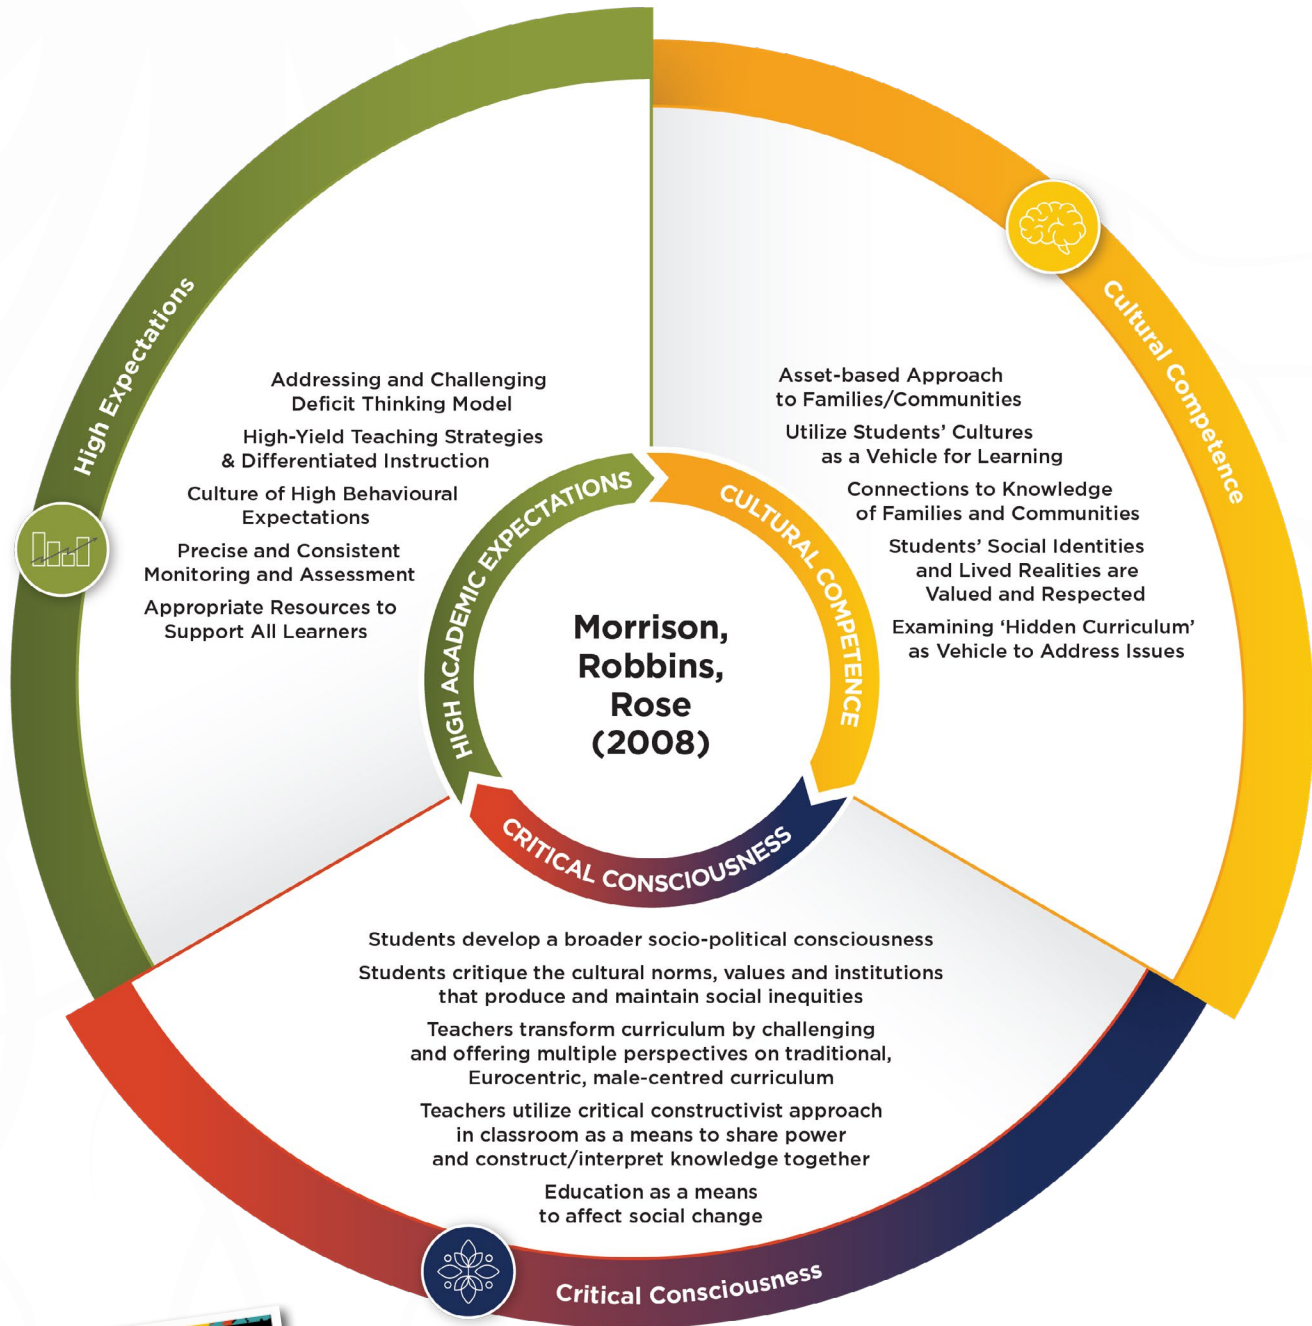 High Expectations
Addressing and Challenging
Deficit Thinking Model
High-Yield Teaching Strategies
& Differentiated Instruction
Culture of High Behavioural
Expectations
Precise and Consistent
Monitoring and Assessment
Appropriate Resources to
Support All Learners
Cultural Competence
Asset-based Approach
to Families/Communities
Utilize Students’ Cultures
as a Vehicle for Learning
Connections to Knowledge
of Families and Communities
Students’ Social Identities
and Lived Realities are
Valued and Respected
Examining ‘Hidden Curriculum’
as Vehicle to Address Issues
HIGH ACADEMIC EXPECTATIONS
CULTURAL COMPETENCE
CRITICAL CONSCIOUSNESS
Morrison,
Robbins,
Rose
(2008)
Students develop a broader socio-political consciousness
Students critique the cultural norms, values and institutions
that produce and maintain social inequities
Teachers transform curriculum by challenging
and offering multiple perspectives on traditional,
Eurocentric, male-centred curriculum
Teachers utilize critical constructivist approach
in classroom as a means to share power
and construct/interpret knowledge together
Education as a means
to affect social change
Critical Consciousness